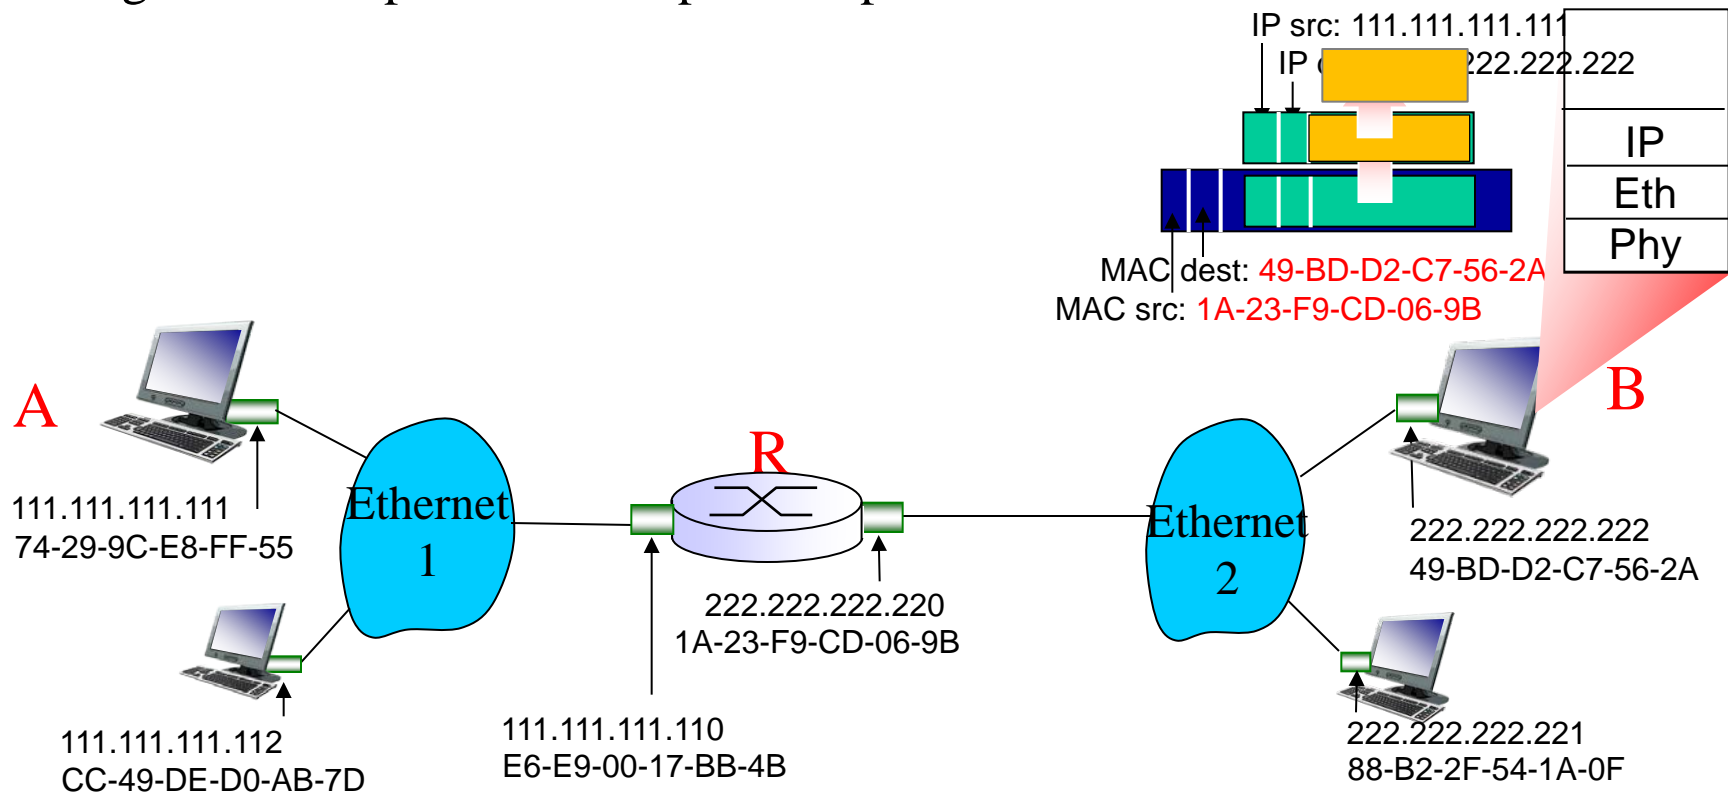 IP src: 111.111.111.111
IP 222.222.222
IP
Eth
Phy
MAC dest: 49-BD-D2-C7-56-2A
MAC src: 1A-23-F9-CD-06-9B
A
B
R
111.111.111.111
74-29-9C-E8-FF-55
Ethernet
1
Ethernet
2
222.222.222.222
49-BD-D2-C7-56-2A
222.222.222.220
1A-23-F9-CD-06-9B
111.111.111.112
CC-49-DE-D0-AB-7D
111.111.111.110
E6-E9-00-17-BB-4B
222.222.222.221
88-B2-2F-54-1A-0F